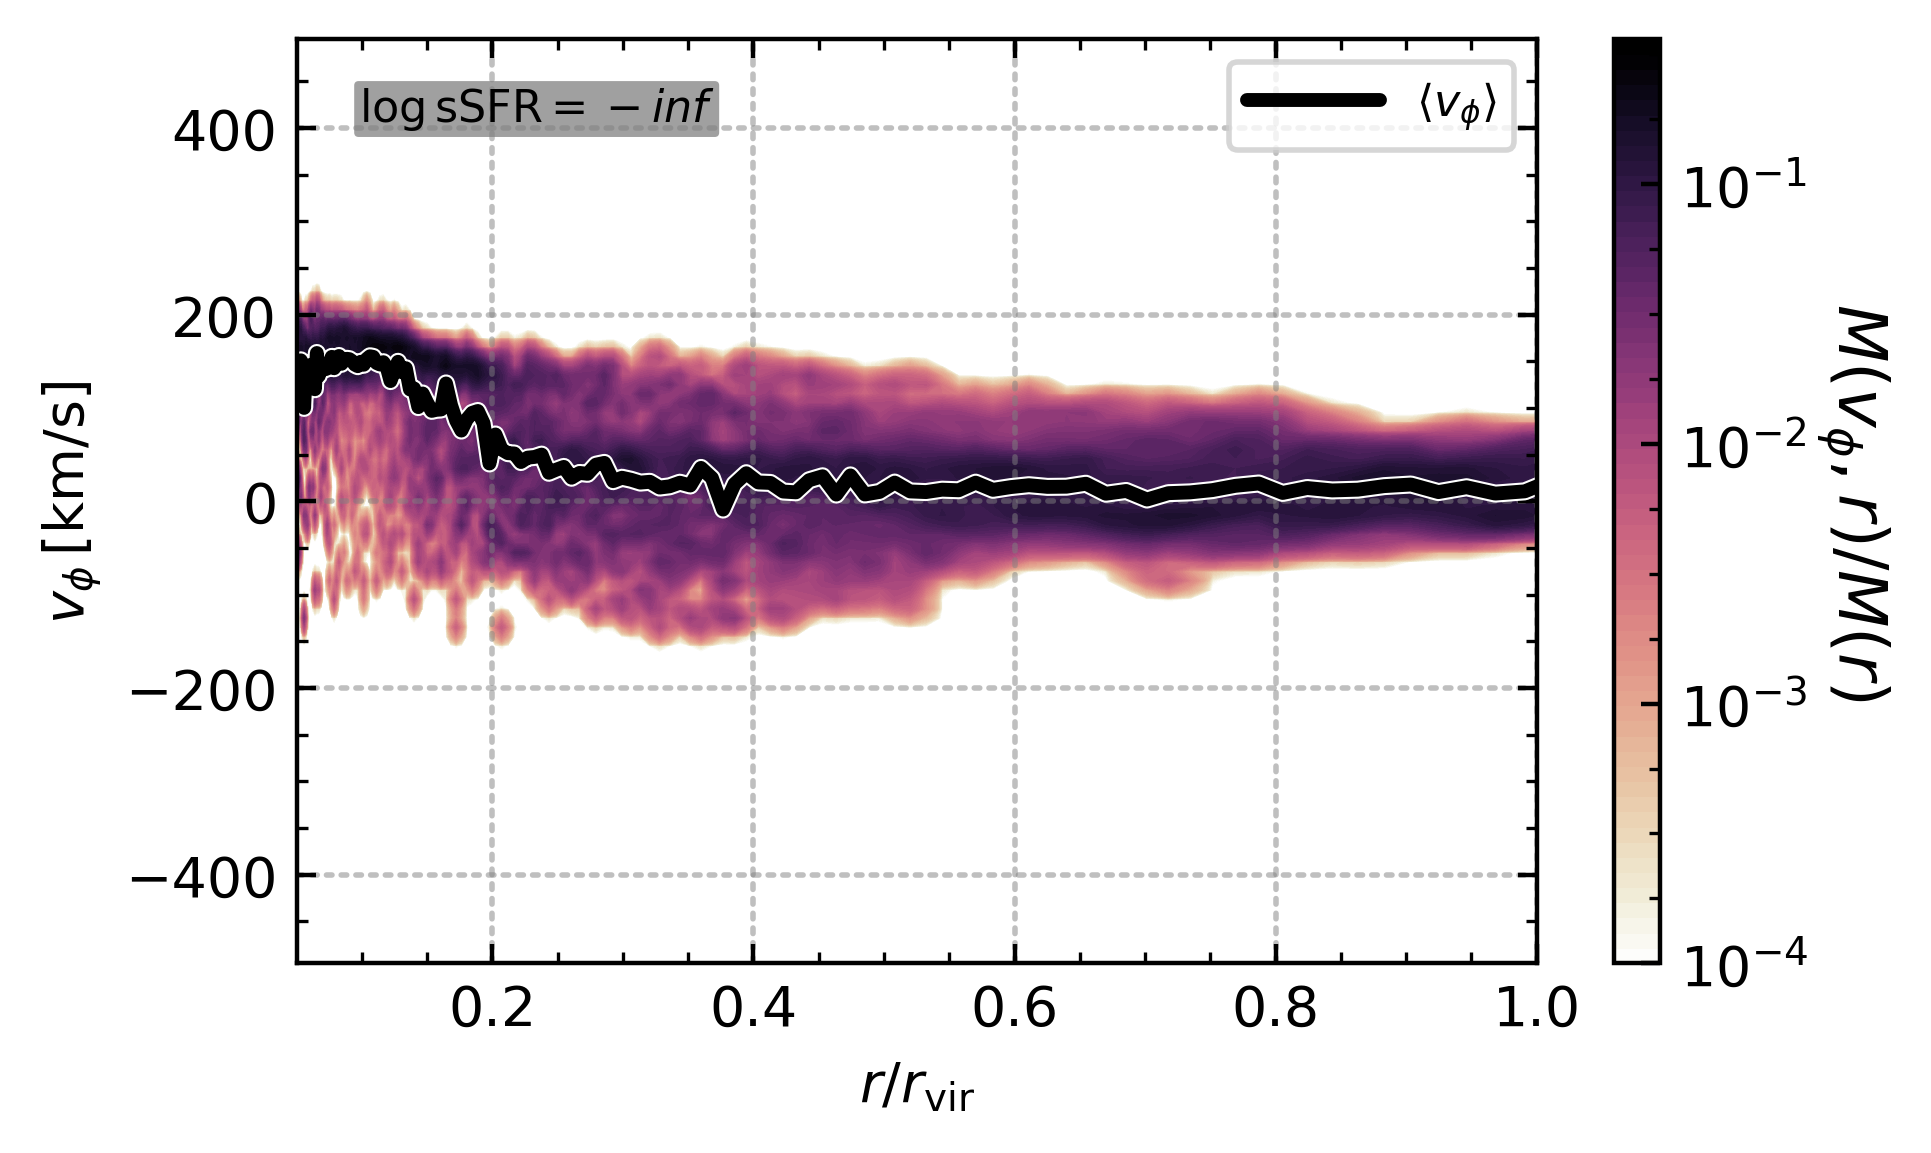 log sSFR = − inf
⟨v_ϕ⟩
400
200
0
−200
−400
v_ϕ [km/s]
0.2 0.4 0.6 0.8 1.0
r/r_vir
10⁻¹
10⁻²
10⁻³
10⁻⁴
M(v_ϕ, r)/M(r)